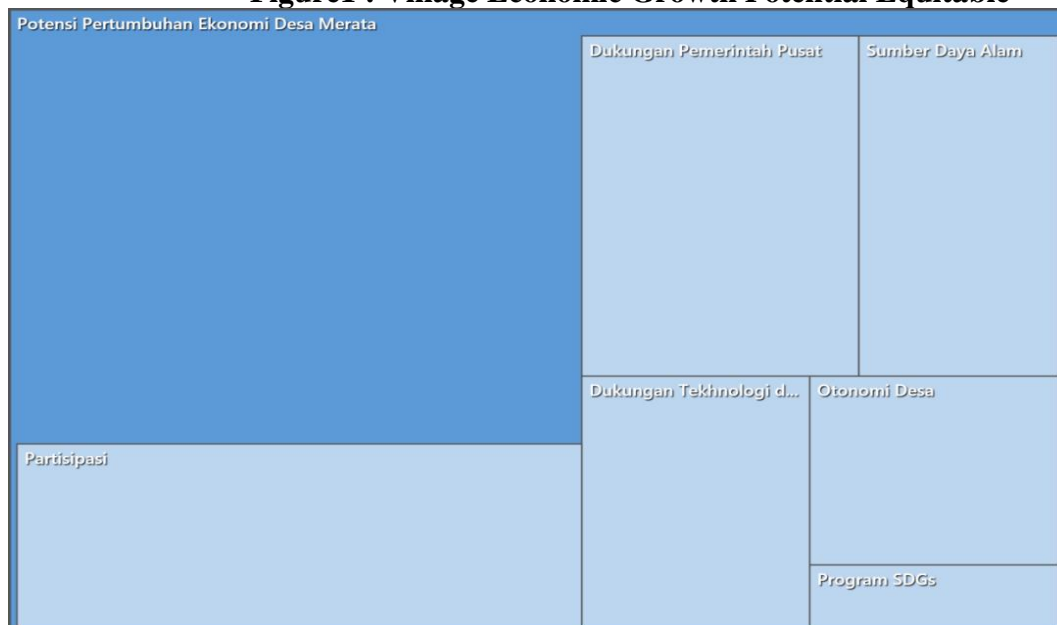 Figure1 : Village Economic Growth Potential Equitable
Potensi Pertumbuhan Ekonomi Desa Merata
Dukungan Pemerintah Pusat
Sumber Daya Alam
Dukungan Tekhnologi d...
Otonomi Desa
Partisipasi
Program SDGs